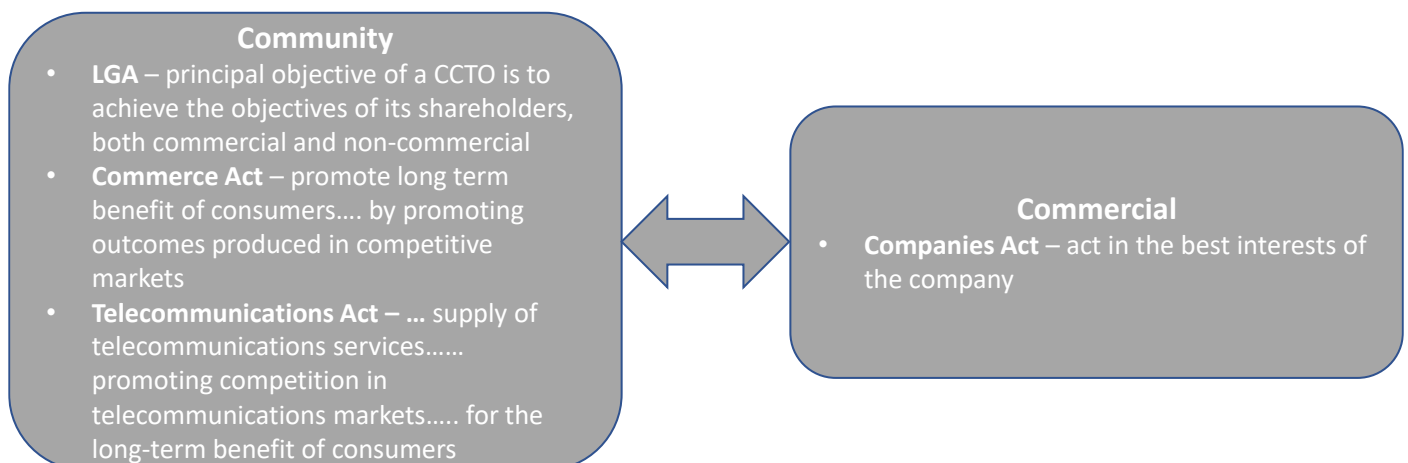 Community
• LGA – principal objective of a CCTO is to
achieve the objectives of its shareholders,
both commercial and non-commercial
• Commerce Act – promote long term
benefit of consumers.... by promoting
outcomes produced in competitive
markets
• Telecommunications Act – ... supply of
telecommunications services......
promoting competition in
telecommunications markets..... for the
long-term benefit of consumers
Commercial
• Companies Act – act in the best interests of
the company